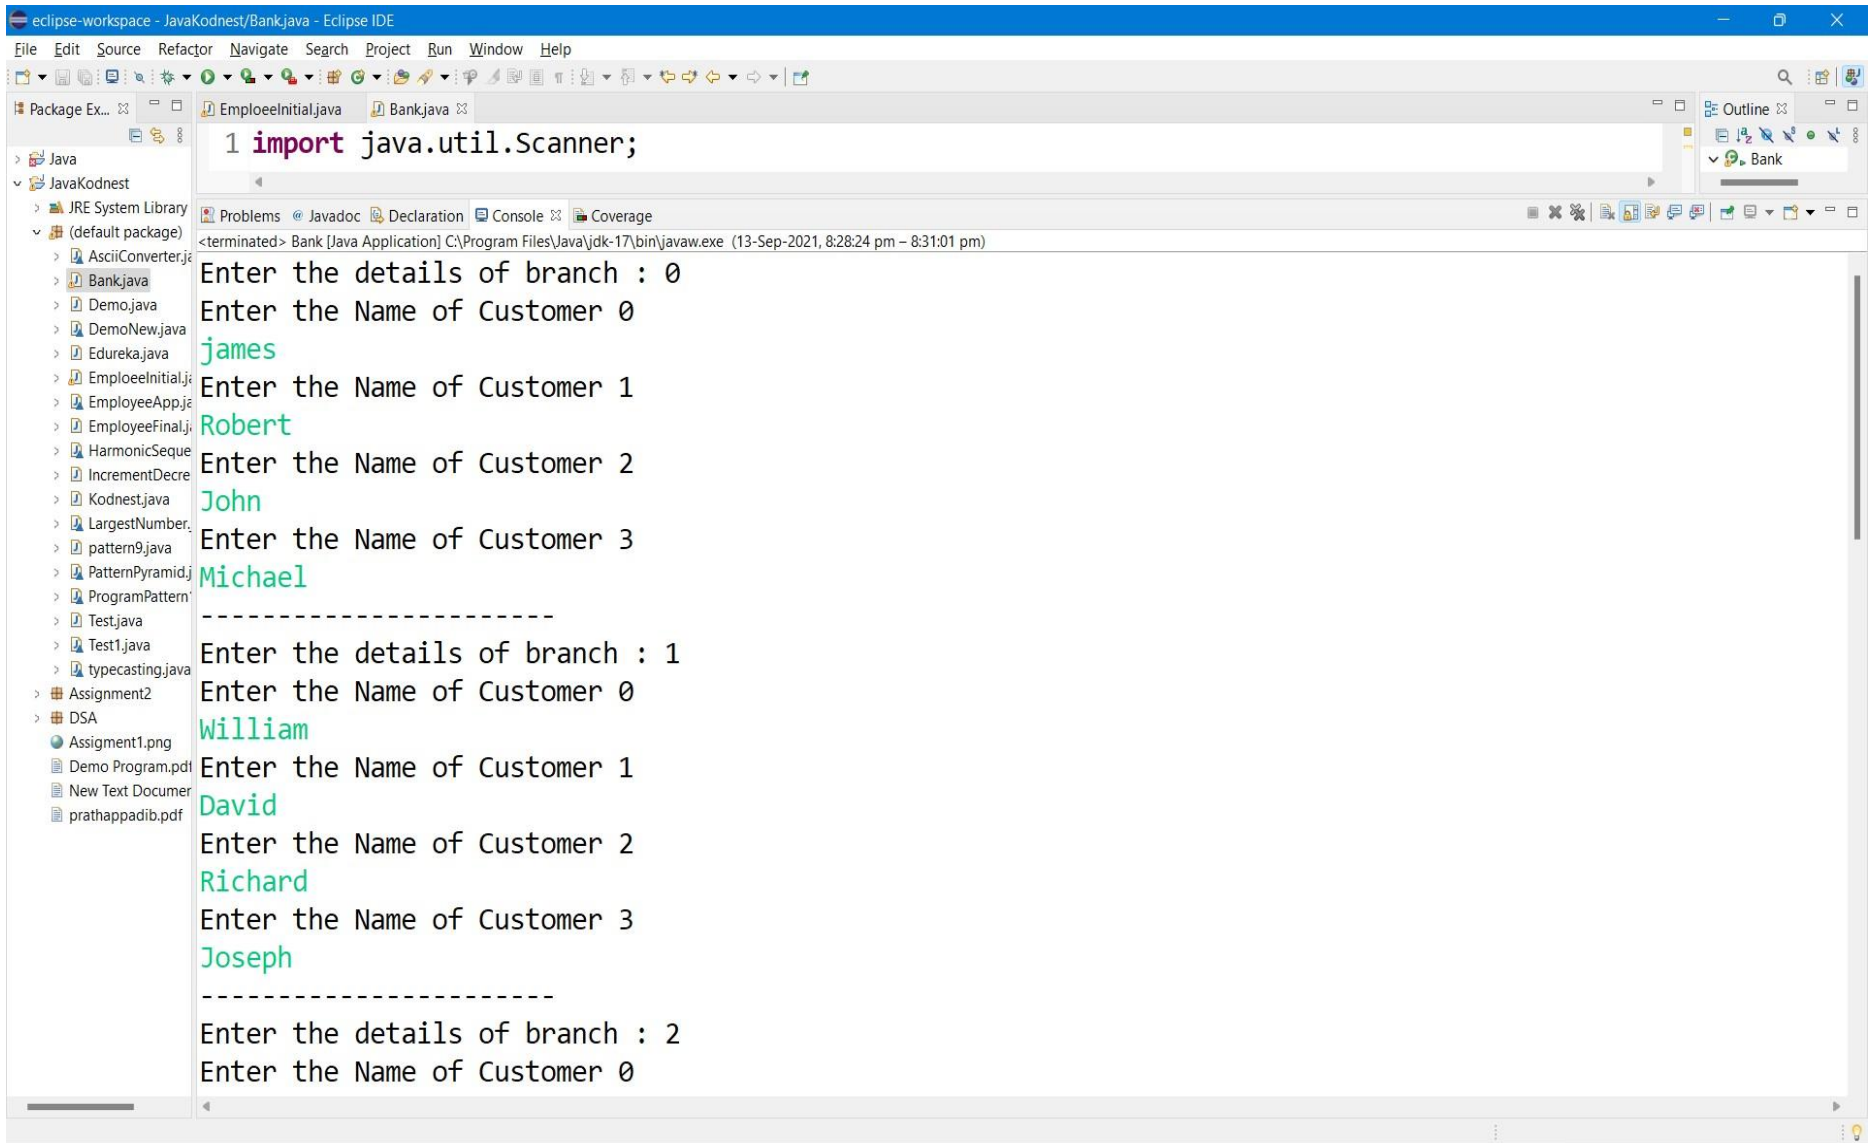 eclipse-workspace - JavaKodnest/Bank.java - Eclipse IDE
File Edit Source Refactor Navigate Search Project Run Window Help
Package Ex...
EmploeeInitial.java
Bank.java
Outline
1 import java.util.Scanner;
Bank
Java
JavaKodnest
JRE System Library
(default package)
AsciiConverter.ja
Bank.java
Demo.java
DemoNew.java
Edureka.java
EmploeeInitial.ja
EmployeeApp.ja
EmployeeFinal.ja
HarmonicSeque
IncrementDecre
Kodnest.java
LargestNumber.
pattern9.java
PatternPyramid.j
ProgramPattern1
Test.java
Test1.java
typecasting.java
Assignment2
DSA
Assigment1.png
Demo Program.pdf
New Text Documen
prathappadib.pdf
Problems @ Javadoc Declaration Console Coverage
<terminated> Bank [Java Application] C:\Program Files\Java\jdk-17\bin\javaw.exe (13-Sep-2021, 8:28:24 pm – 8:31:01 pm)
Enter the details of branch : 0
Enter the Name of Customer 0
james
Enter the Name of Customer 1
Robert
Enter the Name of Customer 2
John
Enter the Name of Customer 3
Michael
-----------------------
Enter the details of branch : 1
Enter the Name of Customer 0
William
Enter the Name of Customer 1
David
Enter the Name of Customer 2
Richard
Enter the Name of Customer 3
Joseph
-----------------------
Enter the details of branch : 2
Enter the Name of Customer 0